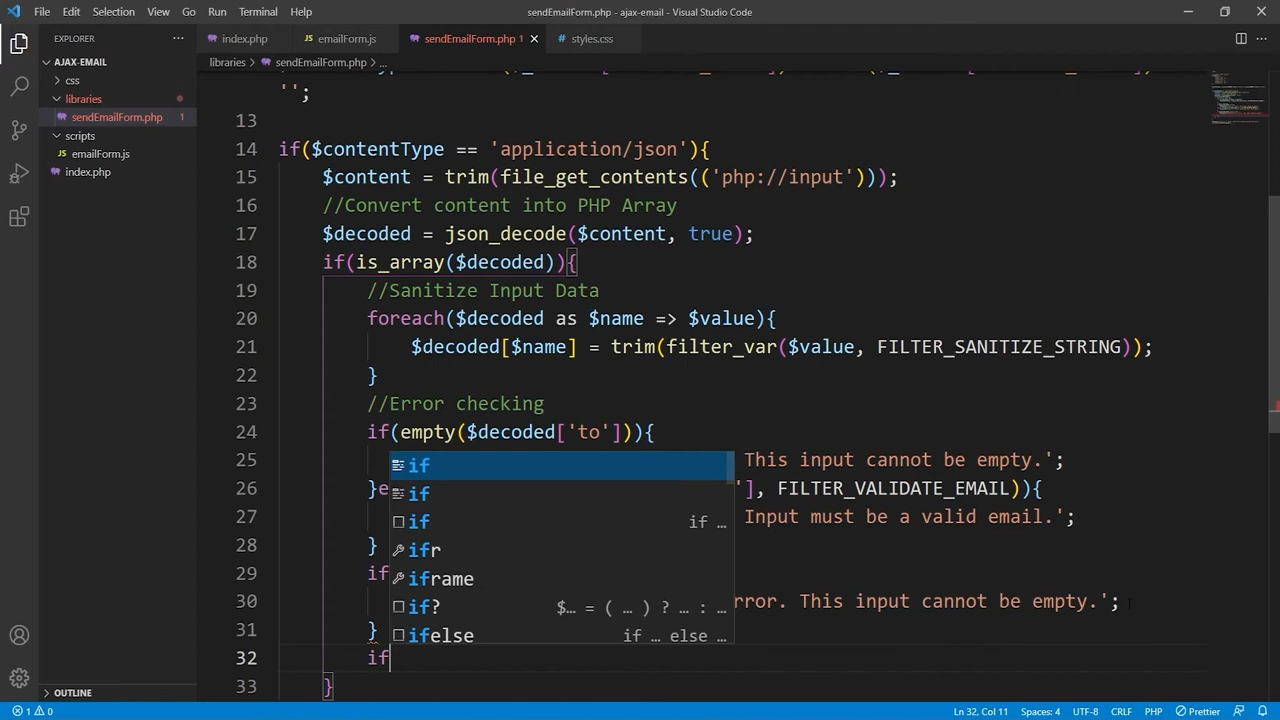 File Edit Selection View Go Run Terminal Help
sendEmailForm.php - ajax-email - Visual Studio Code
EXPLORER
AJAX-EMAIL
css
libraries
sendEmailForm.php 1
scripts
emailForm.js
index.php
OUTLINE
index.php
emailForm.js
sendEmailForm.php 1
styles.css
libraries > sendEmailForm.php > ...
'';
13
14 if($contentType == 'application/json'){
15 $content = trim(file_get_contents(('php://input')));
16 //Convert content into PHP Array
17 $decoded = json_decode($content, true);
18 if(is_array($decoded)){
19 //Sanitize Input Data
20 foreach($decoded as $name => $value){
21 $decoded[$name] = trim(filter_var($value, FILTER_SANITIZE_STRING));
22 }
23 //Error checking
24 if(empty($decoded['to'])){
25 This input cannot be empty.';
26 }e '], FILTER_VALIDATE_EMAIL)){
27 Input must be a valid email.';
28 }
29 if
30 rror. This input cannot be empty.';
31 }
32 if
33 }
if
if
if if …
ifr
iframe
if? $… = ( … ) ? … : …
ifelse if … else …
1 0
Ln 32, Col 11 Spaces: 4 UTF-8 CRLF PHP Prettier